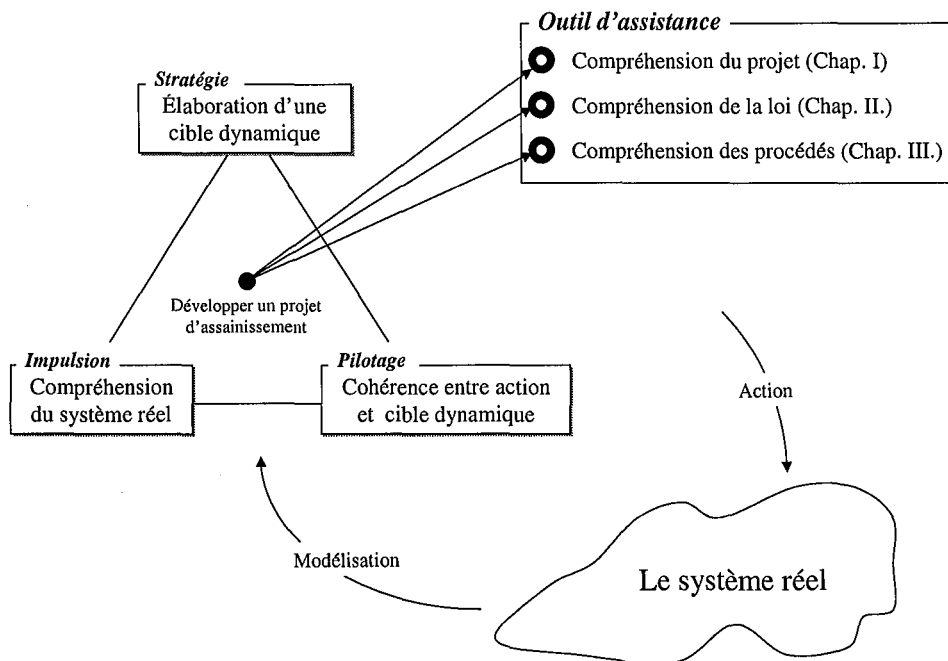 Outil d'assistance
Compréhension du projet (Chap. I)
Compréhension de la loi (Chap. II.)
Compréhension des procédés (Chap. III.)
Stratégie
Élaboration d'une
cible dynamique
Développer un projet
d'assainissement
Impulsion
Compréhension
du système réel
Pilotage
Cohérence entre action
et cible dynamique
Action
Modélisation
Le système réel